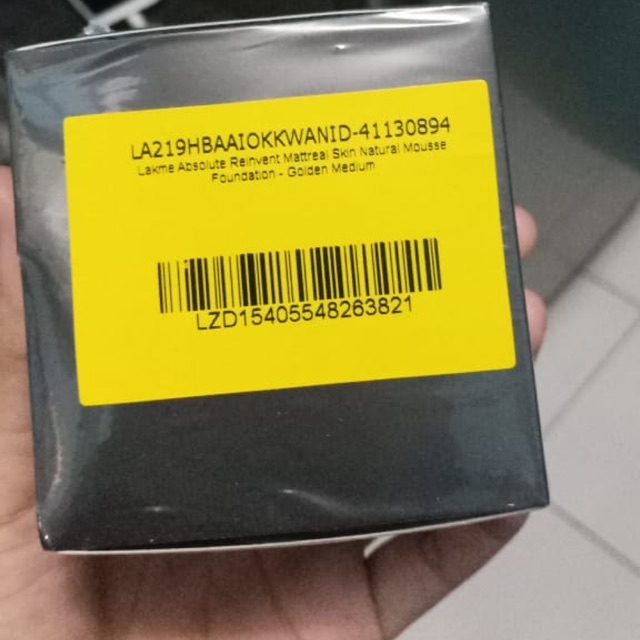 LA219HBAAIOKKWANID-41130894
Lakme Absolute Reinvent Mattreal Skin Natural Mousse
Foundation - Golden Medium
LZD15405548263821